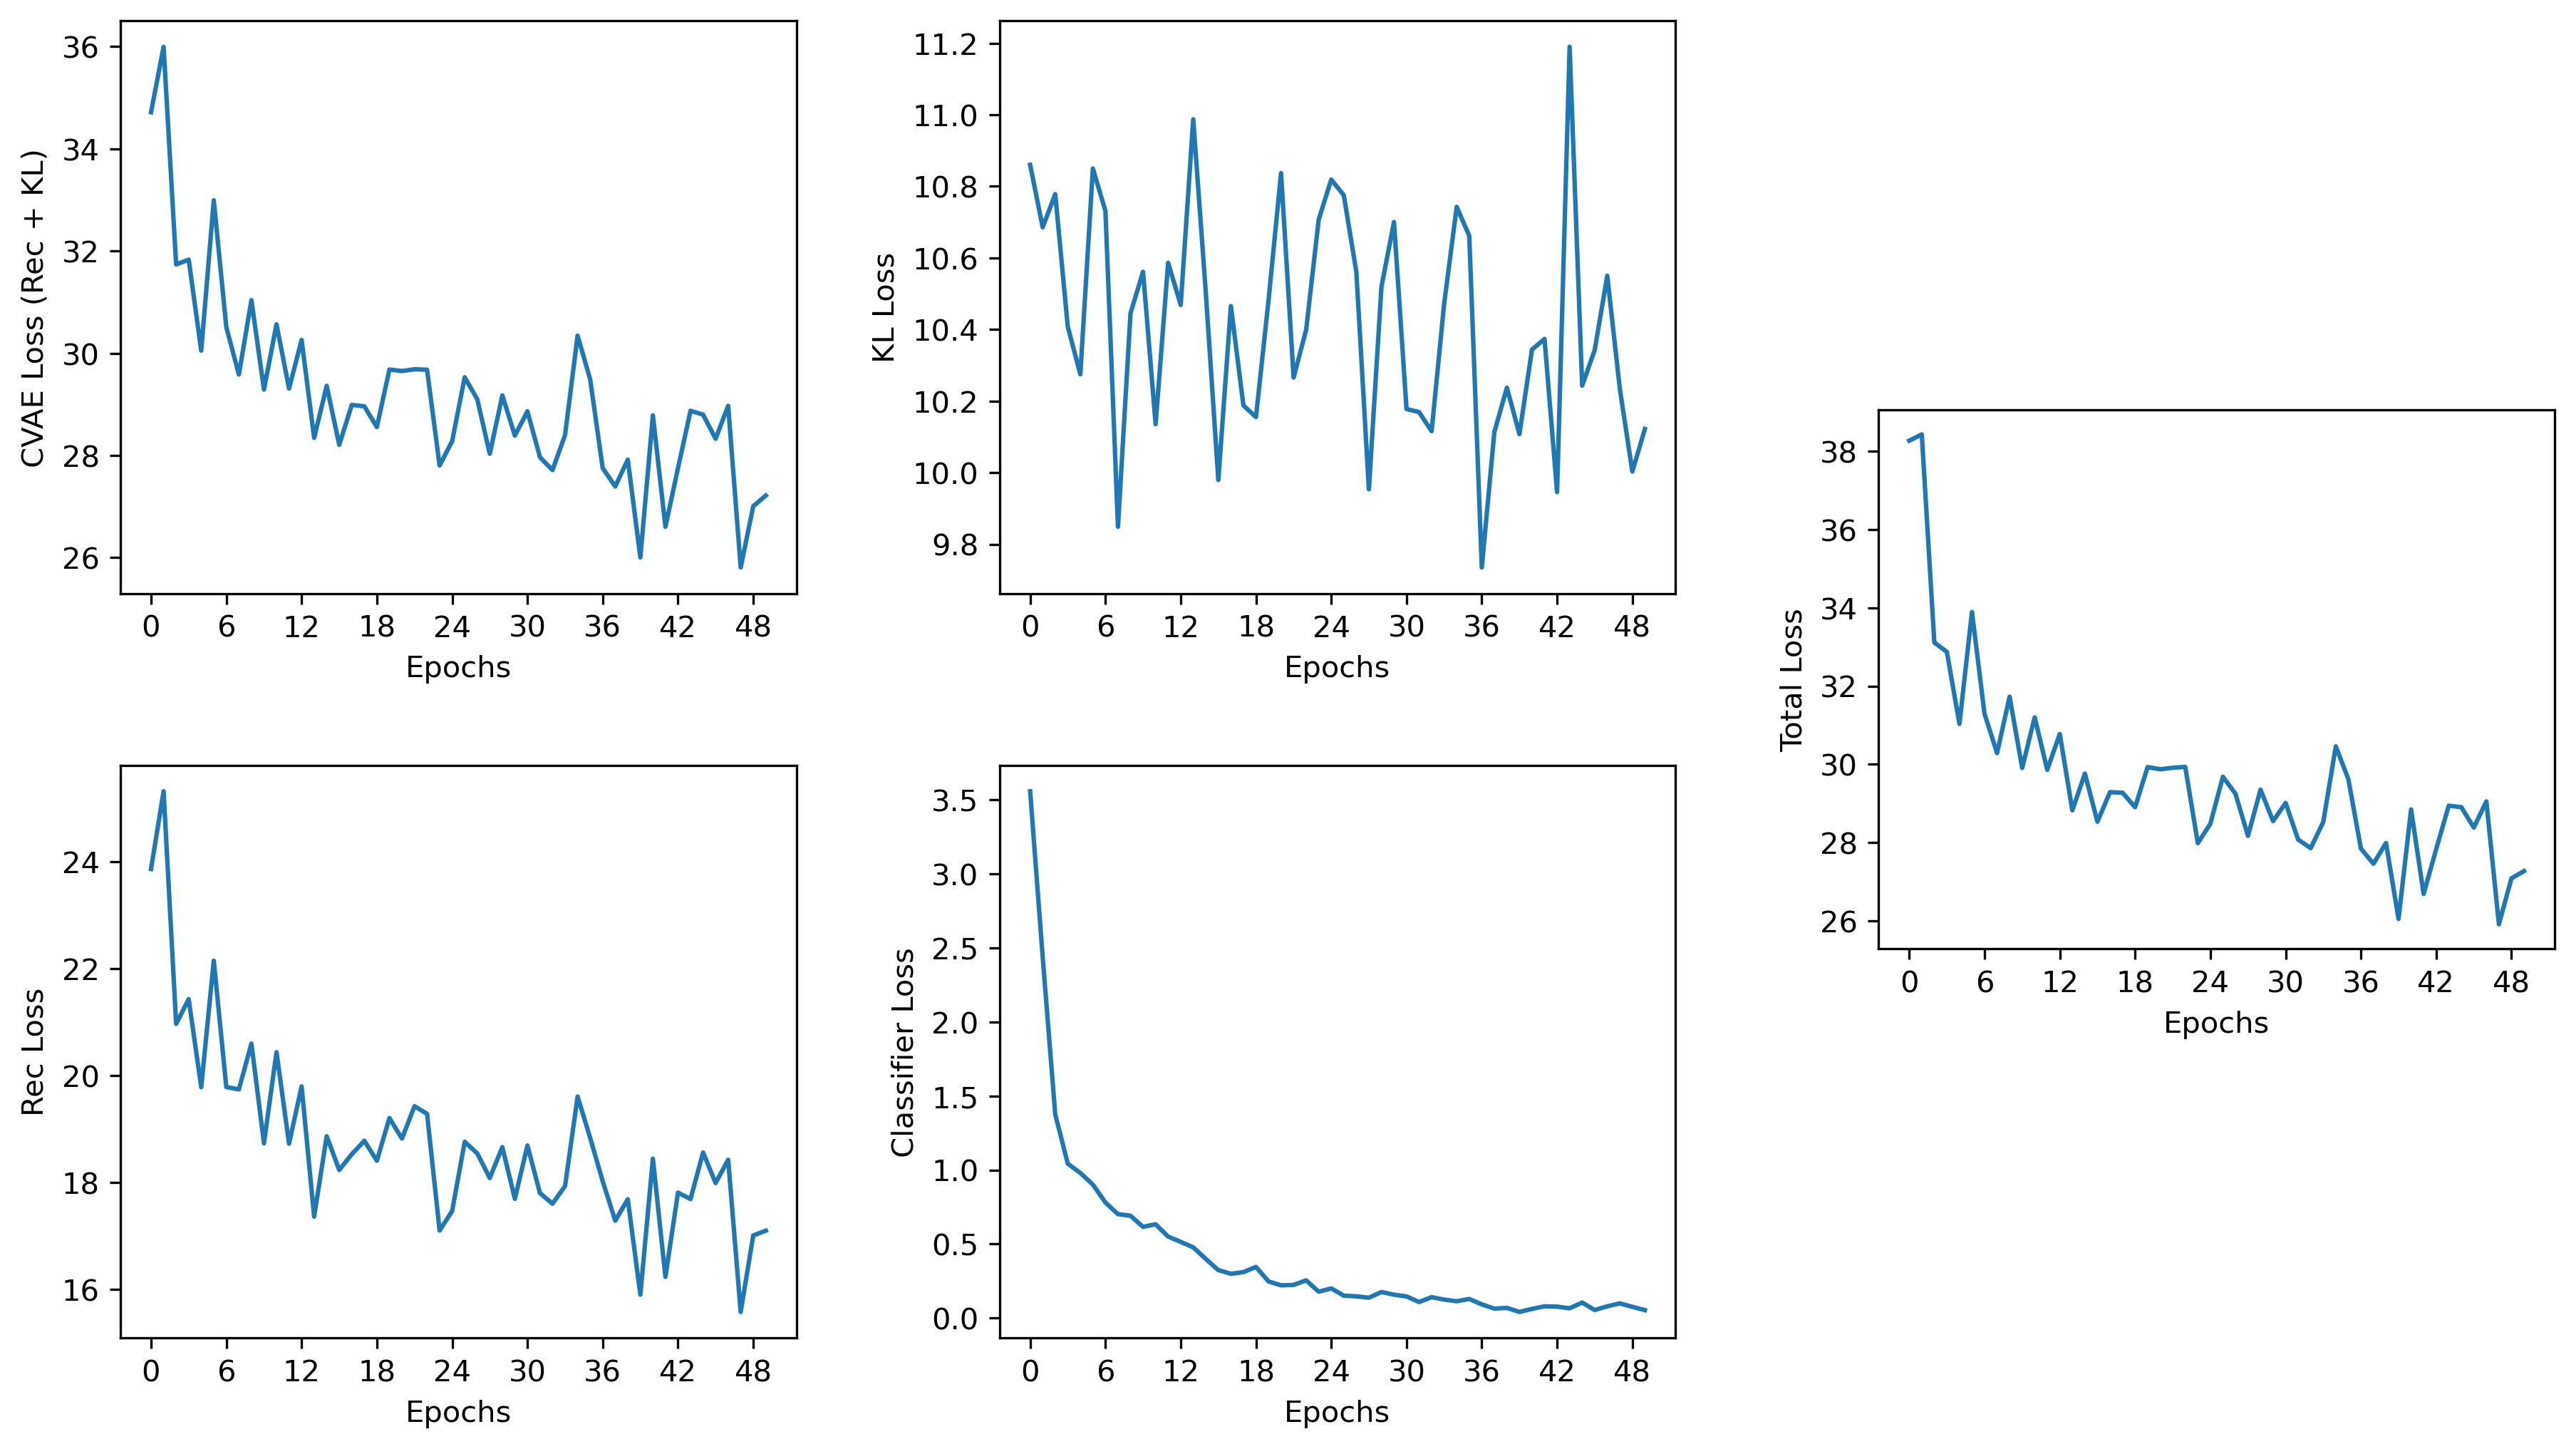 CVAE Loss (Rec + KL)
36
34
32
30
28
26
0 6 12 18 24 30 36 42 48
Epochs
KL Loss
11.2
11.0
10.8
10.6
10.4
10.2
10.0
9.8
0 6 12 18 24 30 36 42 48
Epochs
Rec Loss
24
22
20
18
16
0 6 12 18 24 30 36 42 48
Epochs
Classifier Loss
3.5
3.0
2.5
2.0
1.5
1.0
0.5
0.0
0 6 12 18 24 30 36 42 48
Epochs
Total Loss
38
36
34
32
30
28
26
0 6 12 18 24 30 36 42 48
Epochs